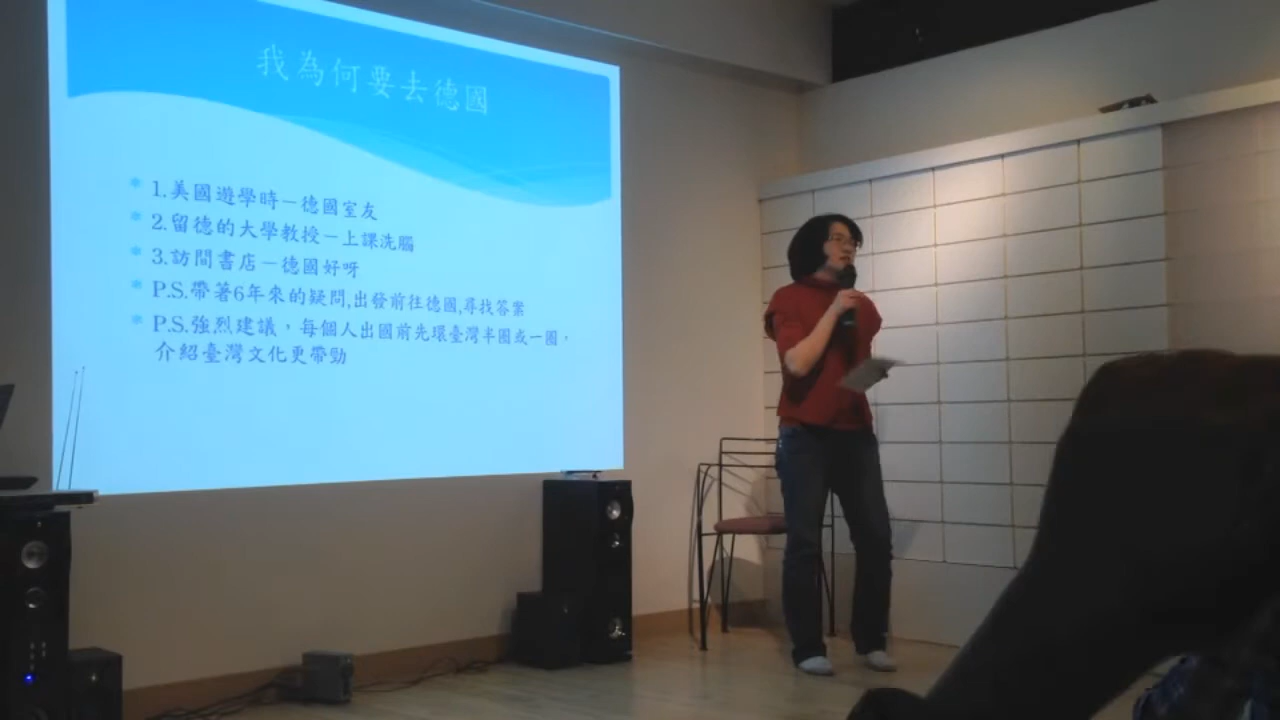 我為何要去德國
1.美國遊學時－德國室友
2.留德的大學教授－上課洗腦
3.訪問書店－德國好呀
P.S.帶著6年來的疑問,出發前往德國,尋找答案
P.S.強烈建議，每個人出國前先環臺灣半圈或一圈，
介紹臺灣文化更帶勁